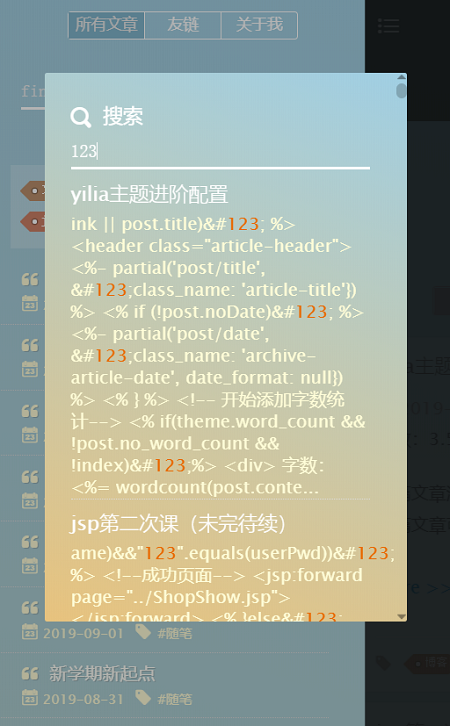 所有文章 友链 关于我
搜索
123
yilia主题进阶配置
ink || post.title)&#123; %>
<header class="article-header">
<%- partial('post/title',
&#123;class_name: 'article-title'})
%> <% if (!post.noDate)&#123; %>
<%- partial('post/date',
&#123;class_name: 'archive-
article-date', date_format: null})
%> <% } %> <!-- 开始添加字数统
计--> <% if(theme.word_count &&
!post.no_word_count &&
!index)&#123;%> <div> 字数:
<%= wordcount(post.conte...
jsp第二次课（未完待续）
ame)&&"123".equals(userPwd))&#123;
%> <!--成功页面--> <jsp:forward
page="../ShopShow.jsp">
</jsp:forward> <% }else&#123;
2019-09-01 #随笔
新学期新起点
2019-08-31 #随笔